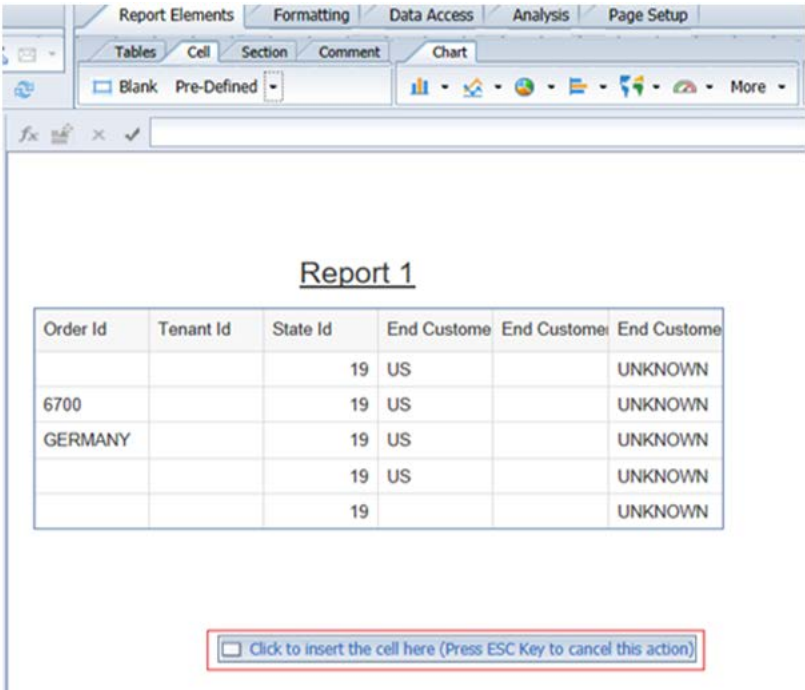 Report Elements Formatting Data Access Analysis Page Setup
Tables Cell Section Comment Chart
Blank Pre-Defined More
fx
Report 1
Order Id Tenant Id State Id End Custome End Customer End Custome
19 US UNKNOWN
6700 19 US UNKNOWN
GERMANY 19 US UNKNOWN
19 US UNKNOWN
19 UNKNOWN
Click to insert the cell here (Press ESC Key to cancel this action)